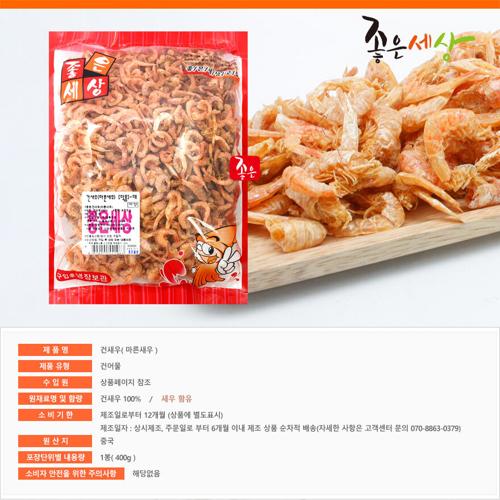 좋은세상
좋은
세상
좋은
좋은세상
구입 후 냉장보관
제 품 명 건새우( 마른새우 )
제품 유형 건어물
수 입 원 상품페이지 참조
원재료명 및 함량 건새우 100% / 새우 함유
소 비 기 한 제조일로부터 12개월 (상품에 별도표시)
제조일자 : 상시제조, 주문일로 부터 6개월 이내 제조 상품 순차적 배송(자세한 사항은 고객센터 문의 070-8863-0379)
원 산 지 중국
포장단위별 내용량 1봉( 400g )
소비자 안전을 위한 주의사항 해당없음